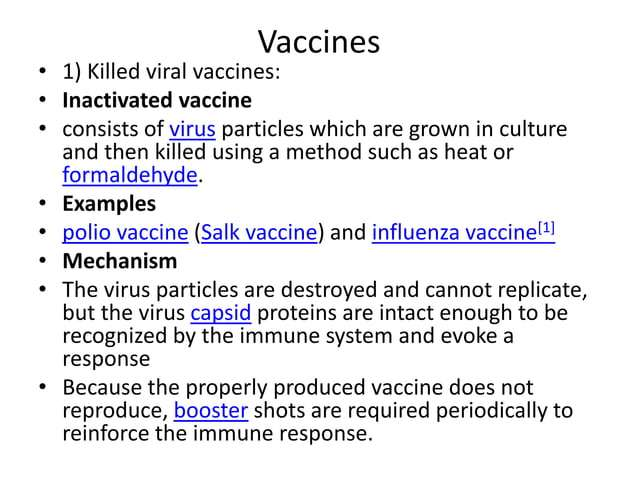 Vaccines
• 1) Killed viral vaccines:
• Inactivated vaccine
• consists of virus particles which are grown in culture
and then killed using a method such as heat or
formaldehyde.
• Examples
• polio vaccine (Salk vaccine) and influenza vaccine[1]
• Mechanism
• The virus particles are destroyed and cannot replicate,
but the virus capsid proteins are intact enough to be
recognized by the immune system and evoke a
response
• Because the properly produced vaccine does not
reproduce, booster shots are required periodically to
reinforce the immune response.